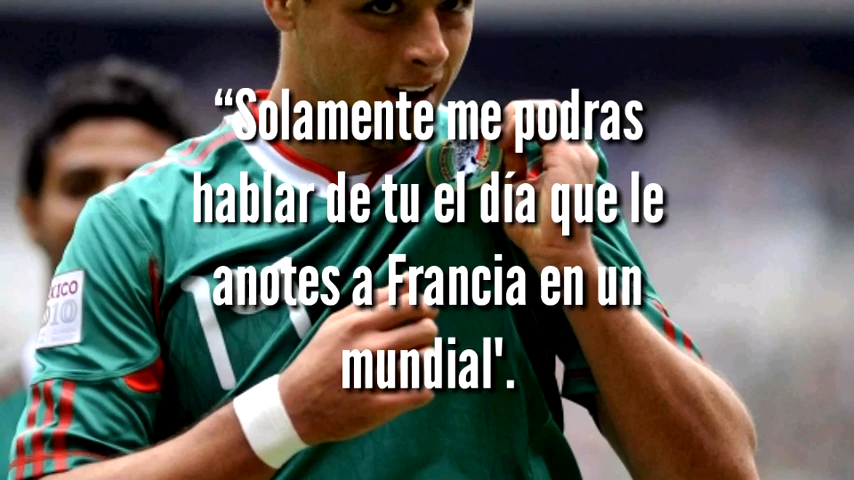 “Solamente me podras
hablar de tu el día que le
anotes a Francia en un
mundial'.